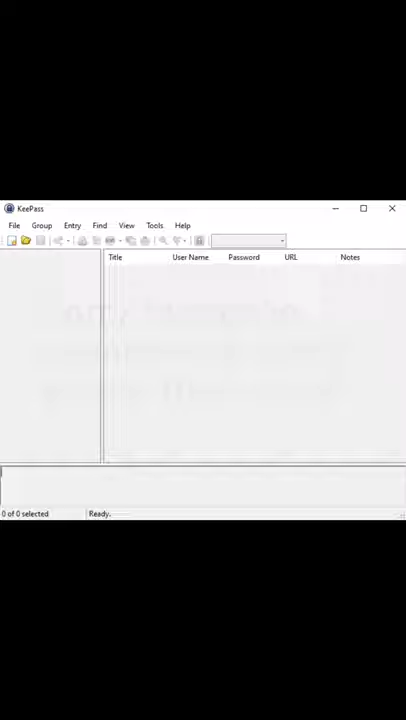 KeePass
File Group Entry Find View Tools Help
Title User Name Password URL Notes
0 of 0 selected Ready.